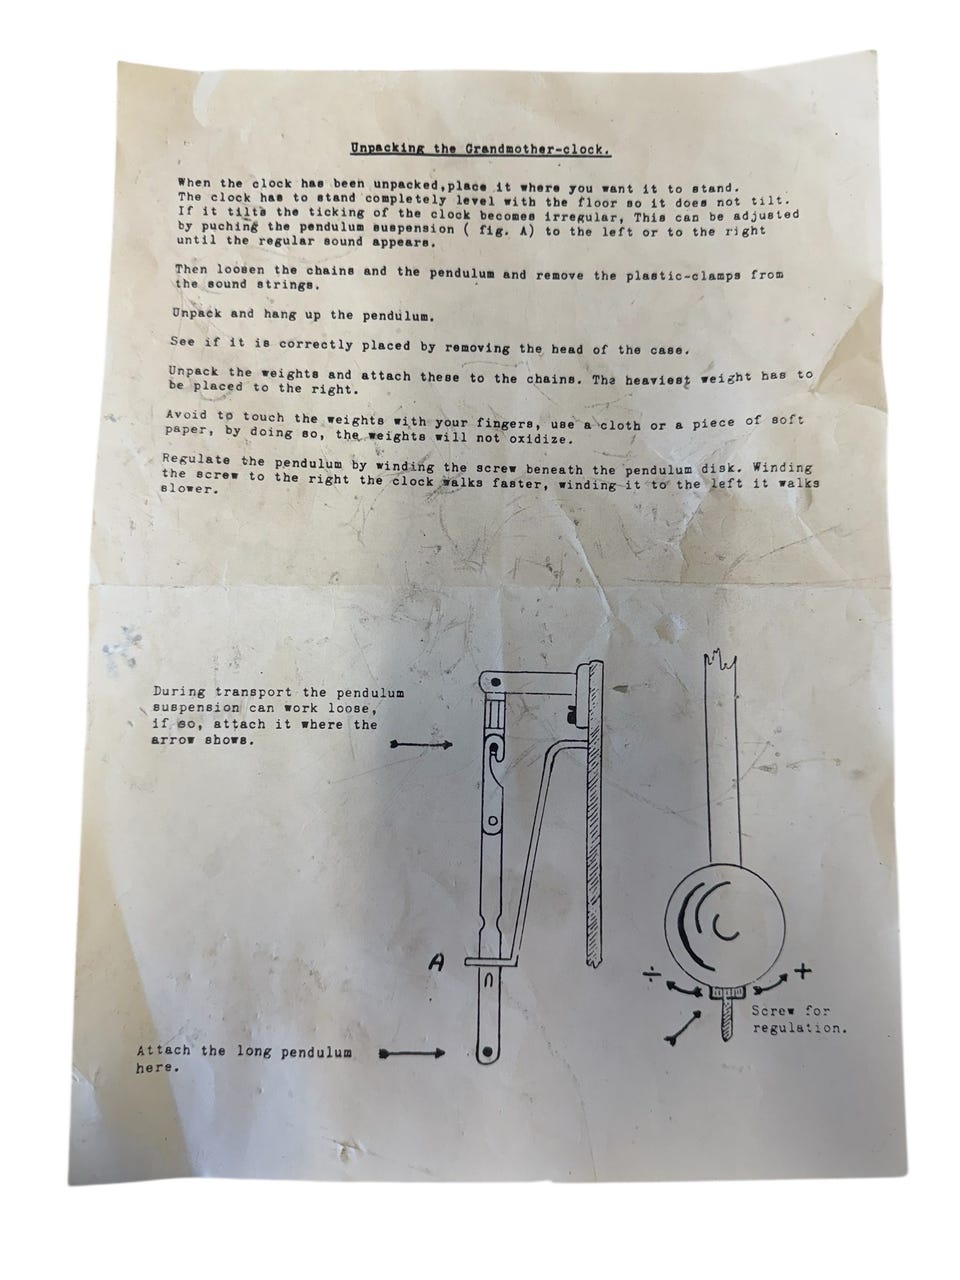 Unpacking the Grandmother-clock.
When the clock has been unpacked,place it where you want it to stand.
The clock has to stand completely level with the floor so it does not tilt.
If it tilts the ticking of the clock becomes irregular, This can be adjusted
by puching the pendulum suspension ( fig. A) to the left or to the right
until the regular sound appears.
Then loosen the chains and the pendulum and remove the plastic-clamps from
the sound strings.
Unpack and hang up the pendulum.
See if it is correctly placed by removing the head of the case.
Unpack the weights and attach these to the chains. The heaviest weight has to
be placed to the right.
Avoid to touch the weights with your fingers, use a cloth or a piece of soft
paper, by doing so, the weights will not oxidize.
Regulate the pendulum by winding the screw beneath the pendulum disk. Winding
the screw to the right the clock walks faster, winding it to the left it walks
slower.
During transport the pendulum
suspension can work loose,
if so, attach it where the
arrow shows.
A
÷ +
Screw for
regulation.
Attach the long pendulum
here.